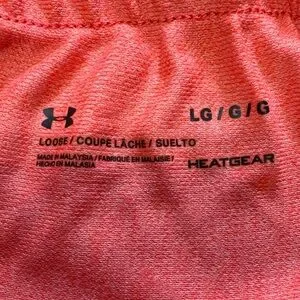 LG / G / G
LOOSE / COUPE LÂCHE / SUELTO
MADE IN MALAYSIA / FABRIQUÉ EN MALAISIE /
HECHO EN MALASIA
HEATGEAR